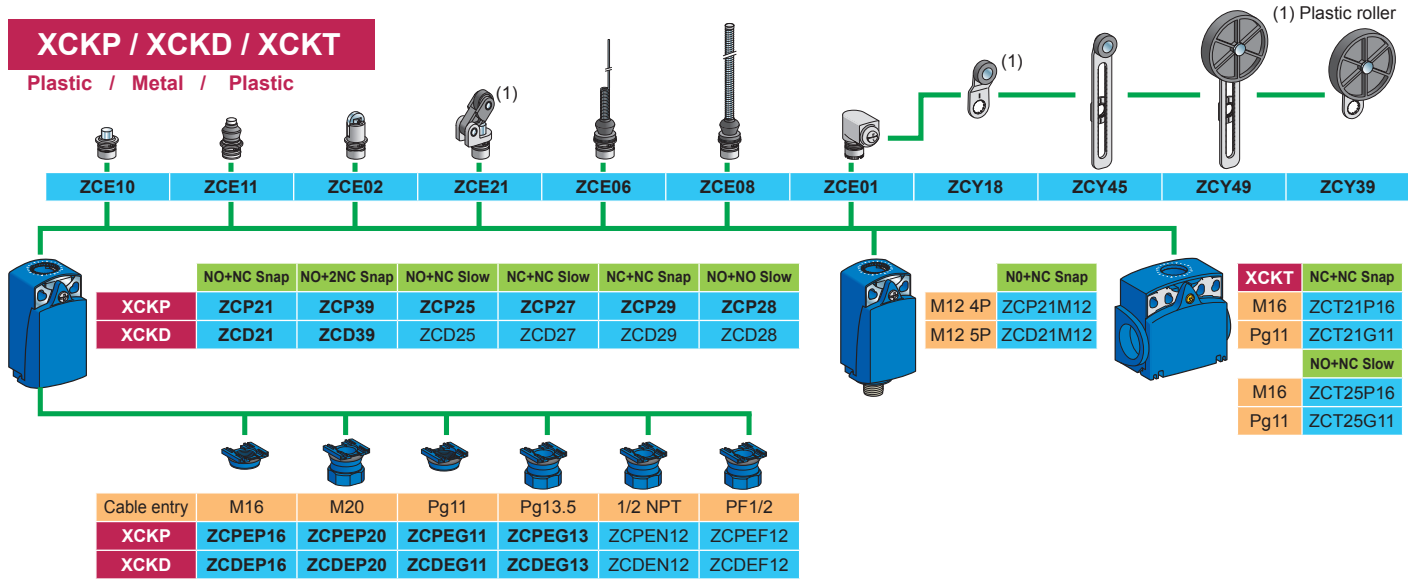 (1) Plastic roller
XCKP / XCKD / XCKT
Plastic / Metal / Plastic
(1)
(1)
ZCE10 ZCE11 ZCE02 ZCE21 ZCE06 ZCE08 ZCE01 ZCY18 ZCY45 ZCY49 ZCY39
NO+NC Snap NO+2NC Snap NO+NC Slow NC+NC Slow NC+NC Snap NO+NO Slow
XCKP ZCP21 ZCP39 ZCP25 ZCP27 ZCP29 ZCP28
XCKD ZCD21 ZCD39 ZCD25 ZCD27 ZCD29 ZCD28
N0+NC Snap
M12 4P ZCP21M12
M12 5P ZCD21M12
XCKT NC+NC Snap
M16 ZCT21P16
Pg11 ZCT21G11
NO+NC Slow
M16 ZCT25P16
Pg11 ZCT25G11
Cable entry M16 M20 Pg11 Pg13.5 1/2 NPT PF1/2
XCKP ZCPEP16 ZCPEP20 ZCPEG11 ZCPEG13 ZCPEN12 ZCPEF12
XCKD ZCDEP16 ZCDEP20 ZCDEG11 ZCDEG13 ZCDEN12 ZCDEF12